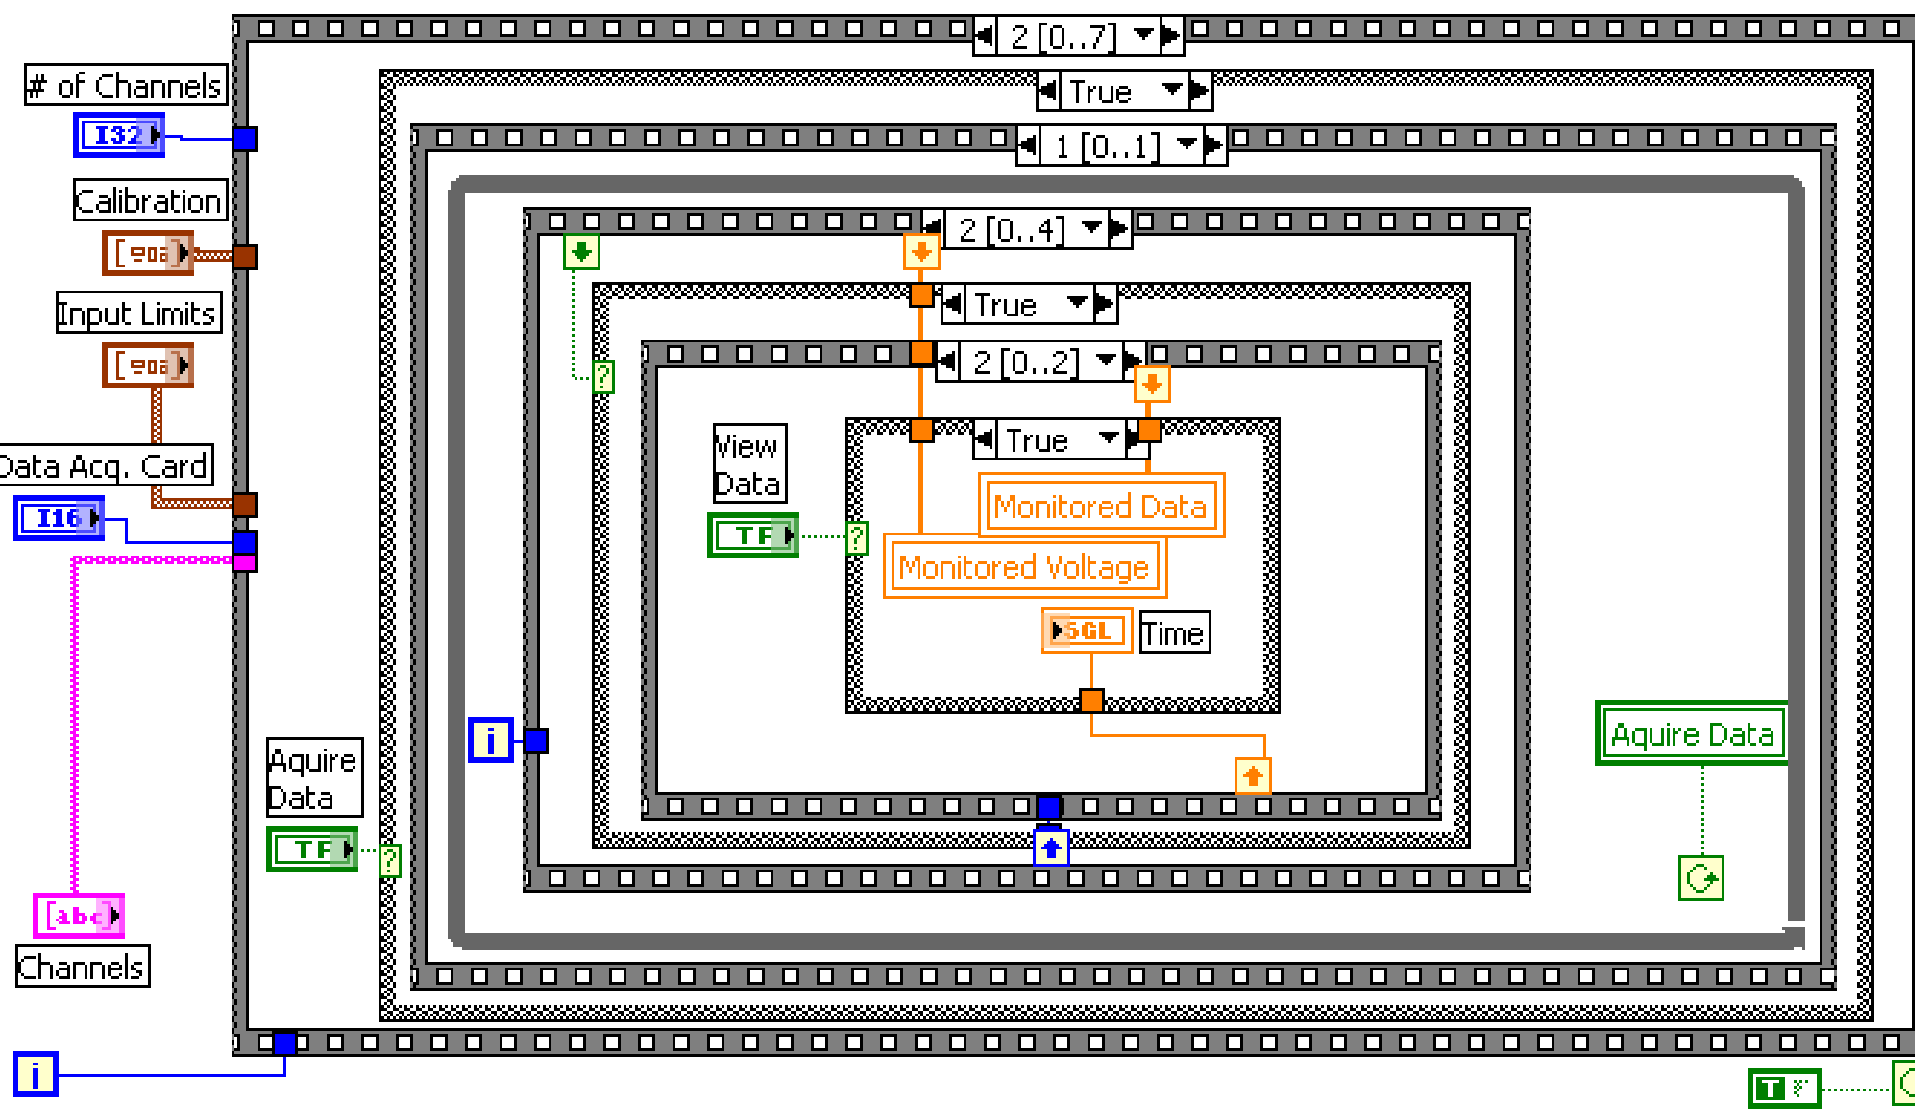 2 [0..7]
# of Channels
True
I32
1 [0..1]
Calibration
2 [0..4]
Input Limits
True
2 [0..2]
View
Data
True
Data Acq. Card
Monitored Data
I16
TF
Monitored Voltage
SGL
Time
i
Aquire Data
Aquire
Data
TF
[abc]
Channels
i
T